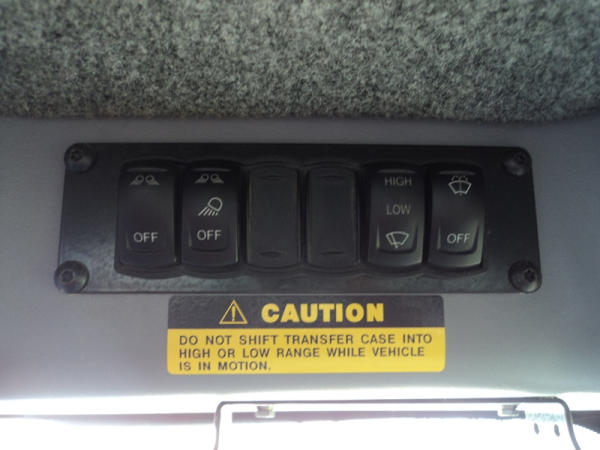 OFF
OFF
HIGH
LOW
OFF
CAUTION
DO NOT SHIFT TRANSFER CASE INTO
HIGH OR LOW RANGE WHILE VEHICLE
IS IN MOTION.